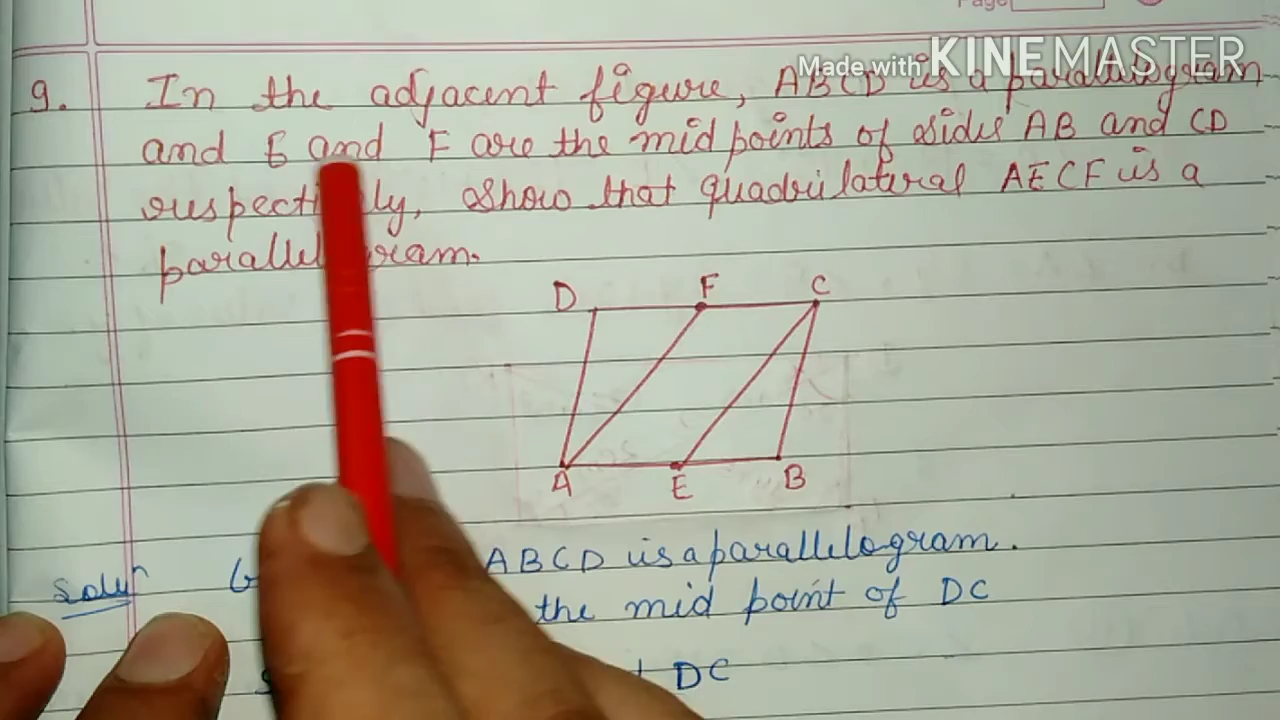 Page
Made with KINEMASTER
9. In the adjacent figure, ABCD is a parallelogram
and E and F are the mid points of sides AB and CD
respectively, show that quadrilateral AECF is a
parallelogram.
D F C
A E B
Soln ABCD is a parallelogram.
the mid point of DC
DC